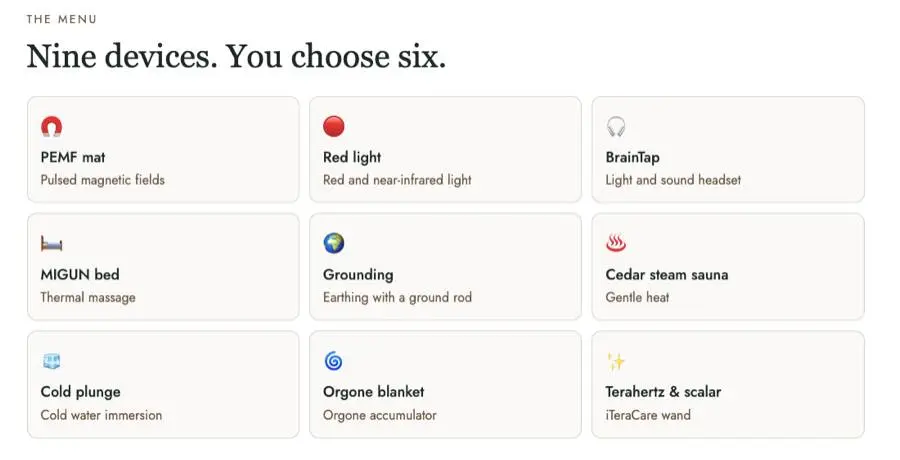 THE MENU
Nine devices. You choose six.
PEMF mat
Pulsed magnetic fields
Red light
Red and near-infrared light
BrainTap
Light and sound headset
MIGUN bed
Thermal massage
Grounding
Earthing with a ground rod
Cedar steam sauna
Gentle heat
Cold plunge
Cold water immersion
Orgone blanket
Orgone accumulator
Terahertz & scalar
iTeraCare wand